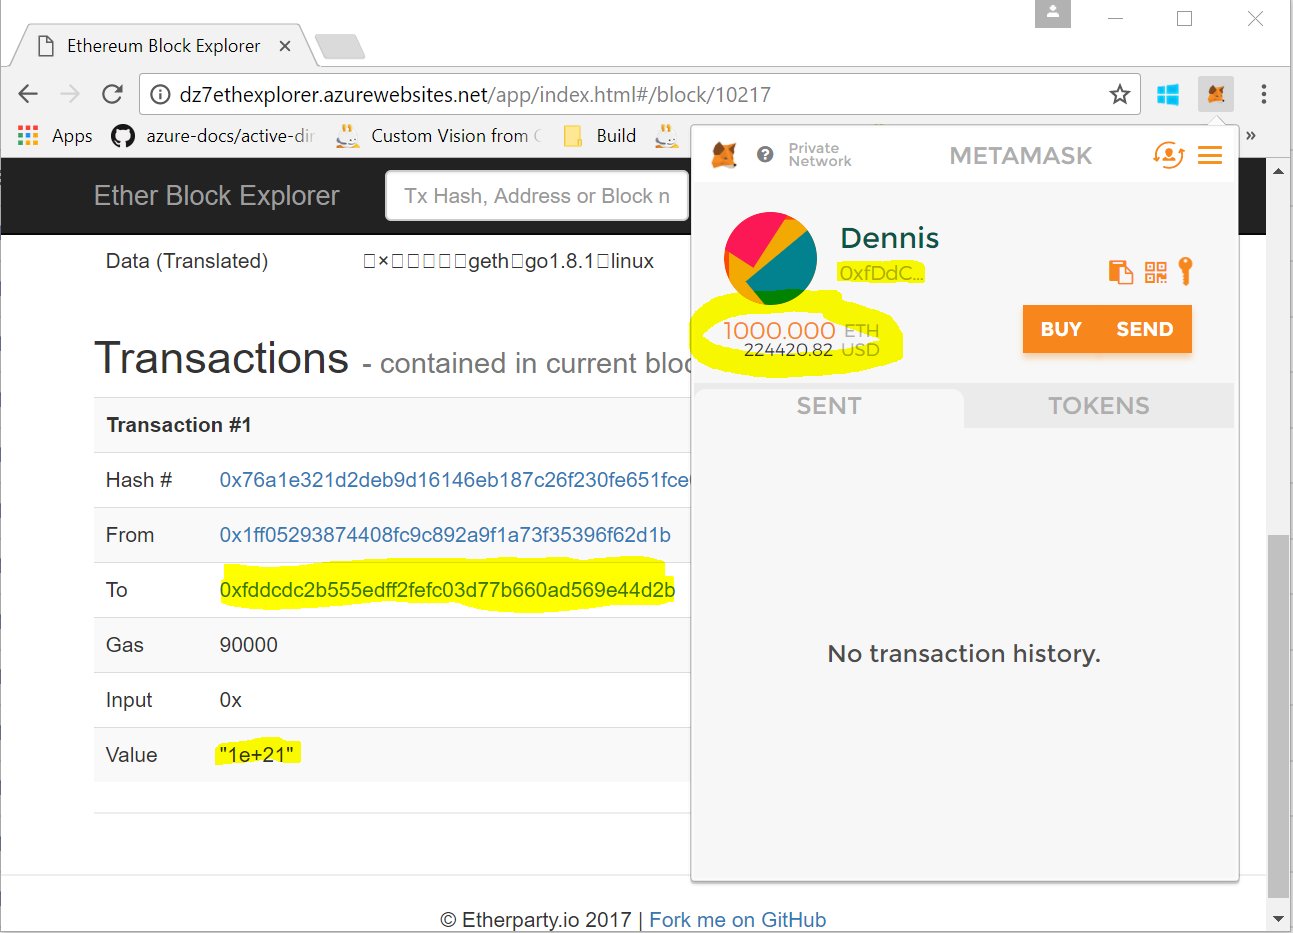 Ethereum Block Explorer
dz7ethexplorer.azurewebsites.net/app/index.html#/block/10217
Apps azure-docs/active-dir Custom Vision from Build »
Private
Network
METAMASK
Ether Block Explorer Tx Hash, Address or Block n
Dennis
0xfDdC...
Data (Translated) □×□□□□□geth□go1.8.1□linux
1000.000 ETH
224420.82 USD
BUY SEND
Transactions - contained in current bloc
SENT TOKENS
Transaction #1
Hash # 0x76a1e321d2deb9d16146eb187c26f230fe651fce
From 0x1ff05293874408fc9c892a9f1a73f35396f62d1b
To 0xfddcdc2b555edff2fefc03d77b660ad569e44d2b
Gas 90000
No transaction history.
Input 0x
Value "1e+21"
© Etherparty.io 2017 | Fork me on GitHub